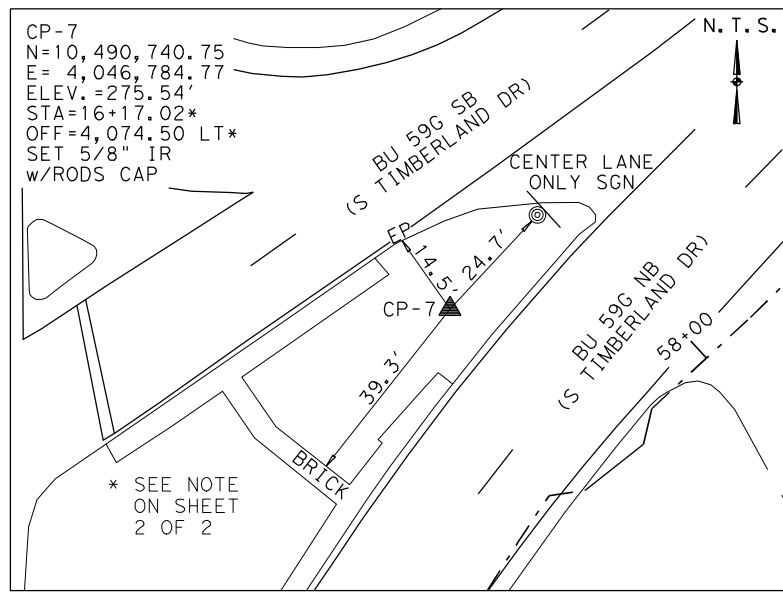 CP-7
N=10,490,740.75
E= 4,046,784.77
ELEV.=275.54'
STA=16+17.02*
OFF=4,074.50 LT*
SET 5/8" IR
w/RODS CAP
N.T.S.
BU 59G SB
(S TIMBERLAND DR)
CENTER LANE
ONLY SGN
EP
14.5'
24.7'
CP-7
39.3'
BU 59G NB
(S TIMBERLAND DR)
58+00
BRICK
* SEE NOTE
ON SHEET
2 OF 2